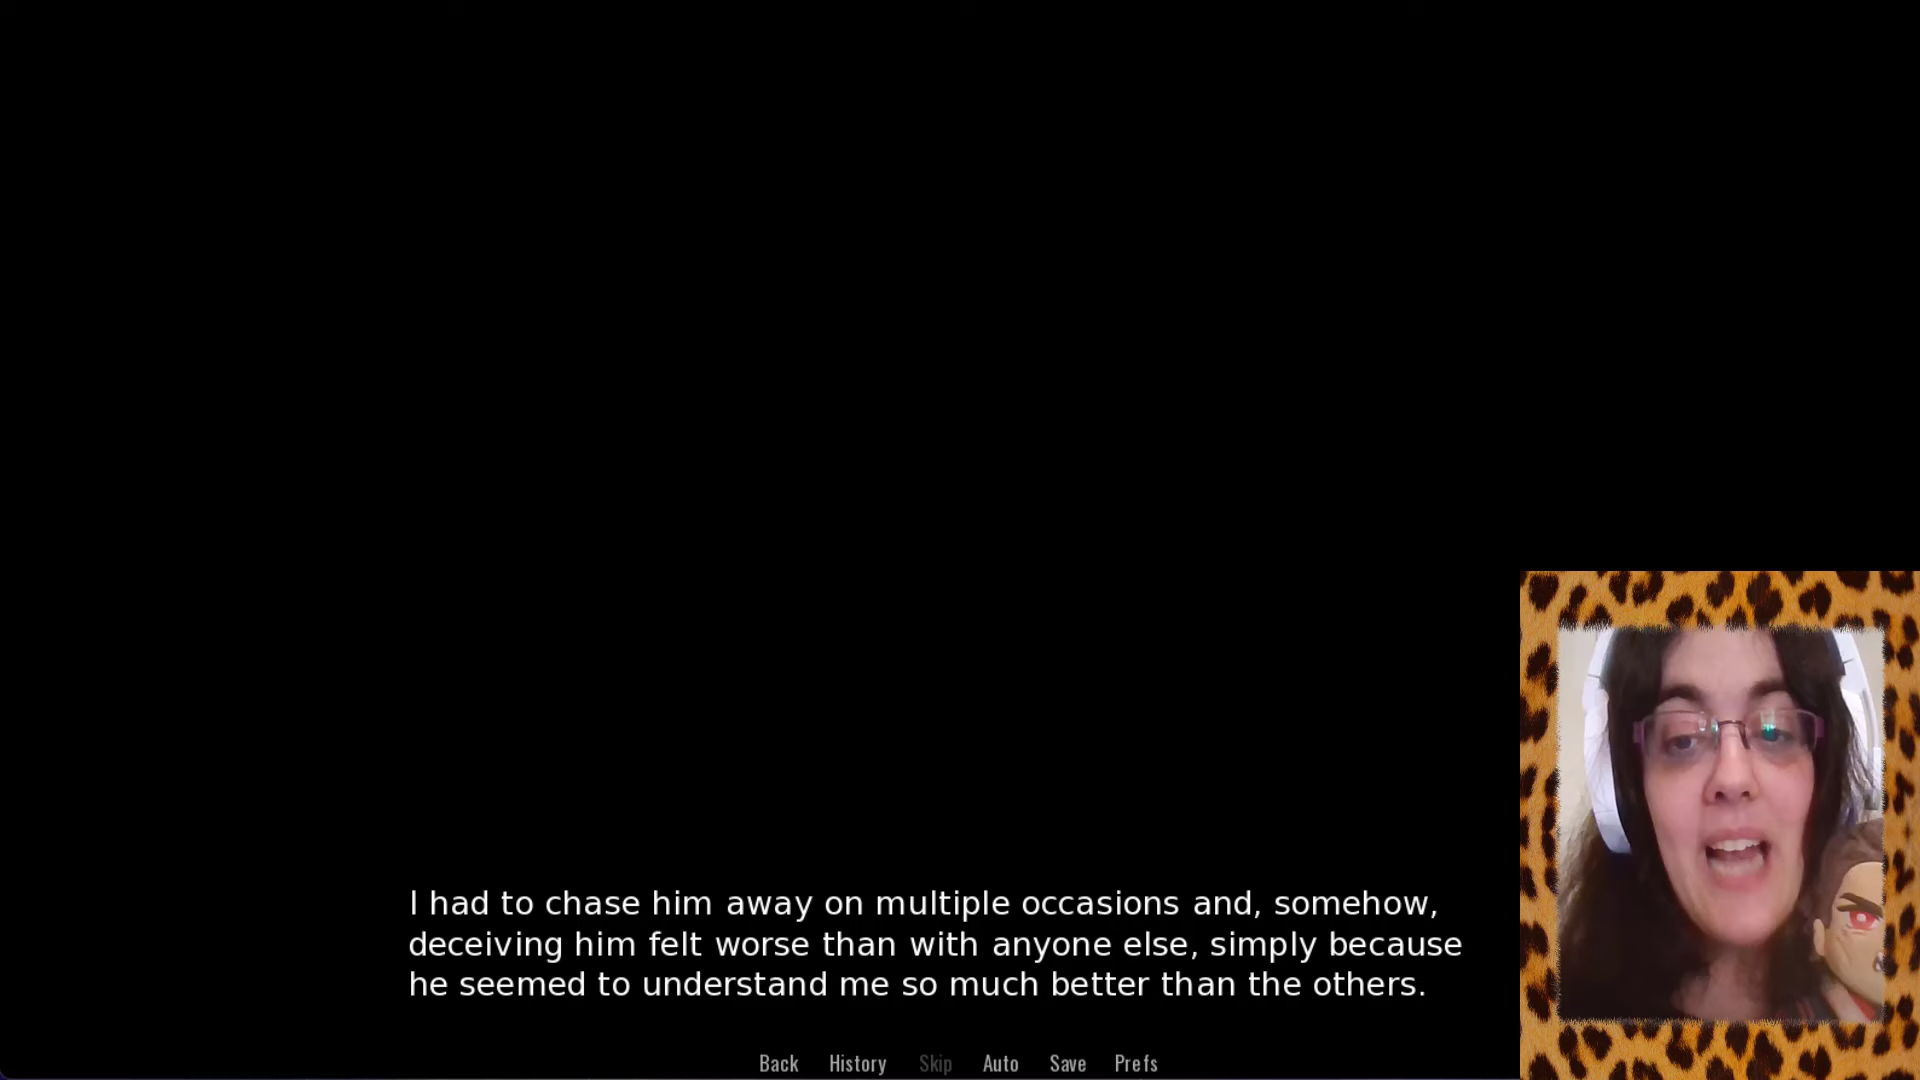 I had to chase him away on multiple occasions and, somehow,
deceiving him felt worse than with anyone else, simply because
he seemed to understand me so much better than the others.
Back History Skip Auto Save Prefs